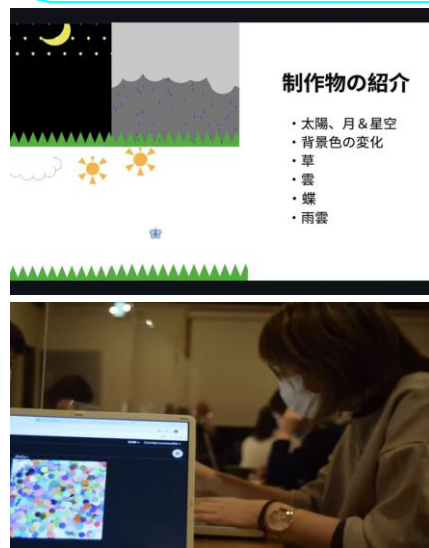 制作物の紹介
・太陽、月＆星空
・背景色の変化
・草
・雲
・蝶
・雨雲